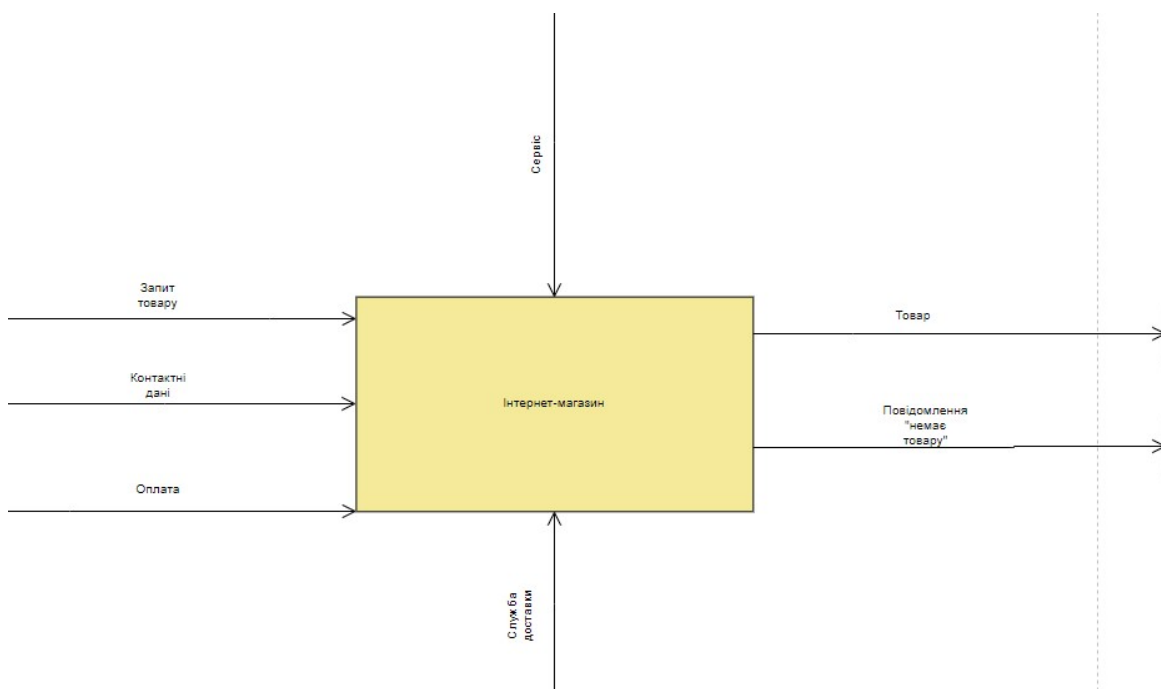 Сервіс
Запит
товару
Товар
Контактні
дані
Інтернет-магазин
Повідомлення
"немає
товару"
Оплата
Служба
доставки